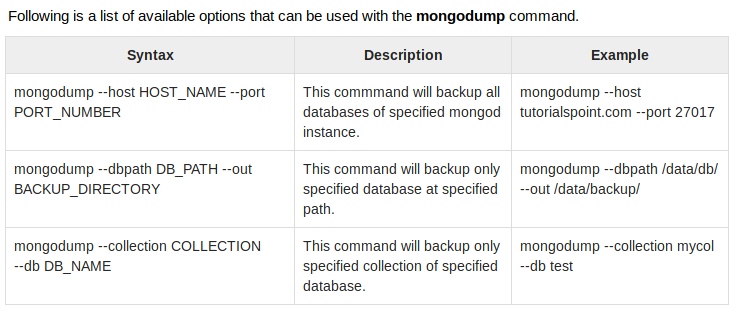 Following is a list of available options that can be used with the mongodump command.
Syntax
Description
Example
mongodump --host HOST_NAME --port
PORT_NUMBER
This commmand will backup all
databases of specified mongod
instance.
mongodump --host
tutorialspoint.com --port 27017
mongodump --dbpath DB_PATH --out
BACKUP_DIRECTORY
This command will backup only
specified database at specified
path.
mongodump --dbpath /data/db/
--out /data/backup/
mongodump --collection COLLECTION
--db DB_NAME
This command will backup only
specified collection of specified
database.
mongodump --collection mycol
--db test